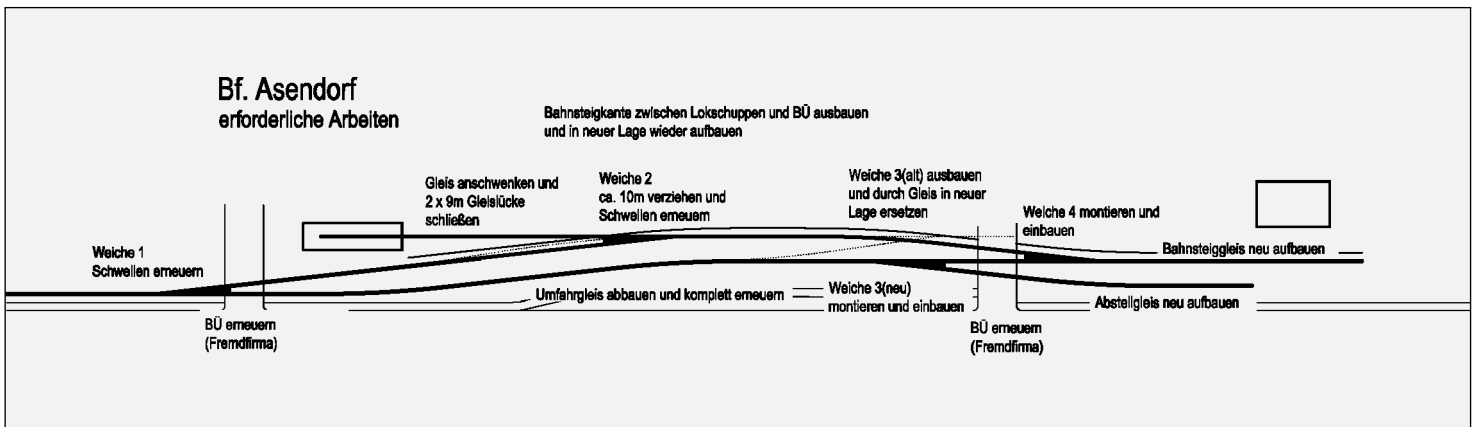 Bf. Asendorf
erforderliche Arbeiten
Bahnsteigkante zwischen Lokschuppen und BÜ ausbauen
und in neuer Lage wieder aufbauen
Gleis anschwenken und
2 x 9m Gleislücke
schließen
Weiche 2
ca. 10m verziehen und
Schwellen erneuern
Weiche 3(alt) ausbauen
und durch Gleis in neuer
Lage ersetzen
Weiche 4 montieren und
einbauen
Weiche 1
Schwellen erneuern
Bahnsteiggleis neu aufbauen
Umfahrgleis abbauen und komplett erneuern
Weiche 3(neu)
montieren und einbauen
Abstellgleis neu aufbauen
BÜ erneuern
(Fremdfirma)
BÜ erneuern
(Fremdfirma)